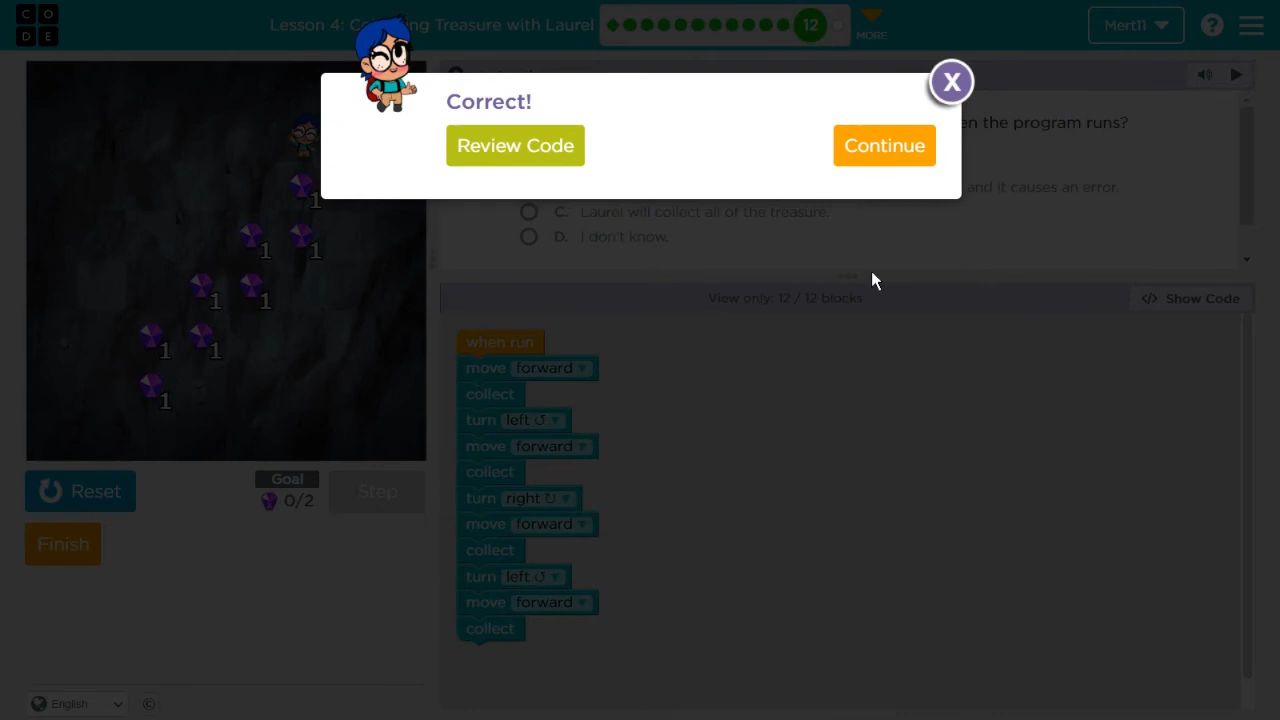 C O
D E
Lesson 4: Co ing Treasure with Laurel
12
MORE
Mert11
?
Correct!
X
Review Code
Continue
en the program runs?
and it causes an error.
C. Laurel will collect all of the treasure.
D. I don't know.
1
1
1
1
1
1
1
1
View only: 12 / 12 blocks
Show Code
when run
move forward
collect
turn left
move forward
collect
turn right
move forward
collect
turn left
move forward
collect
Reset
Goal
0/2
Step
Finish
English
©